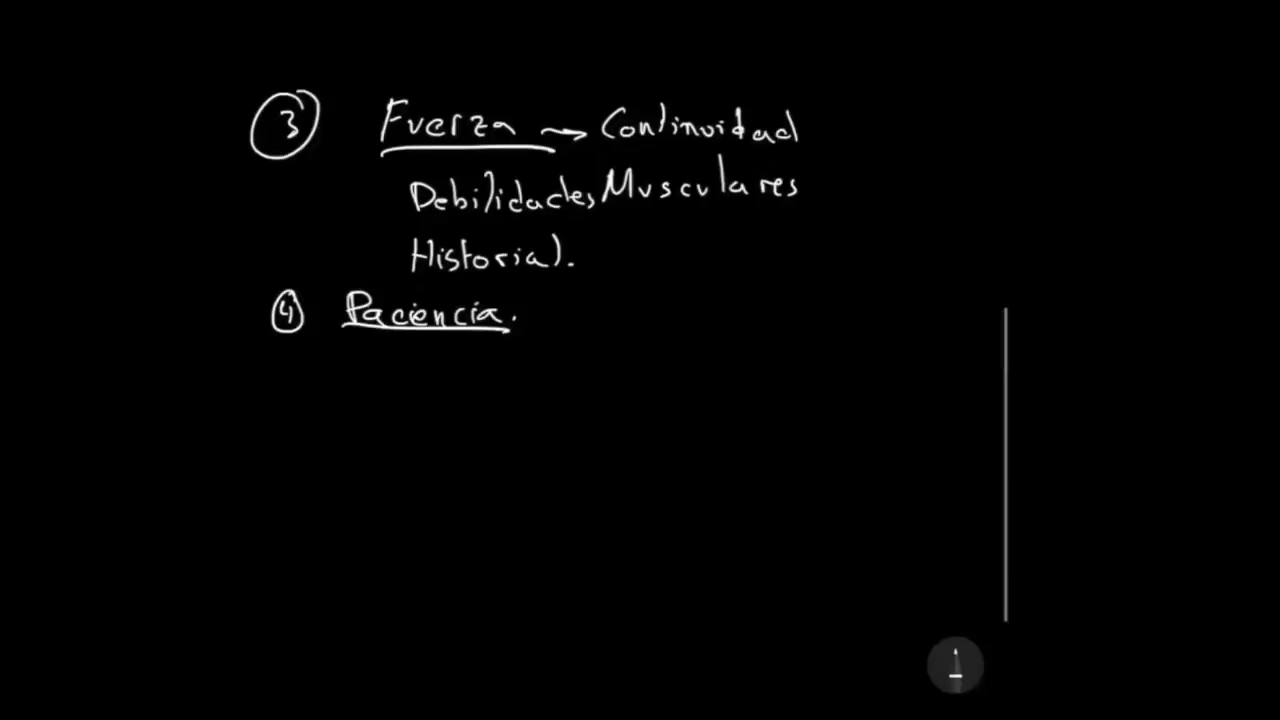 3 Fuerza → Continuidad
Debilidades Musculares
Historial.
4 Paciencia.